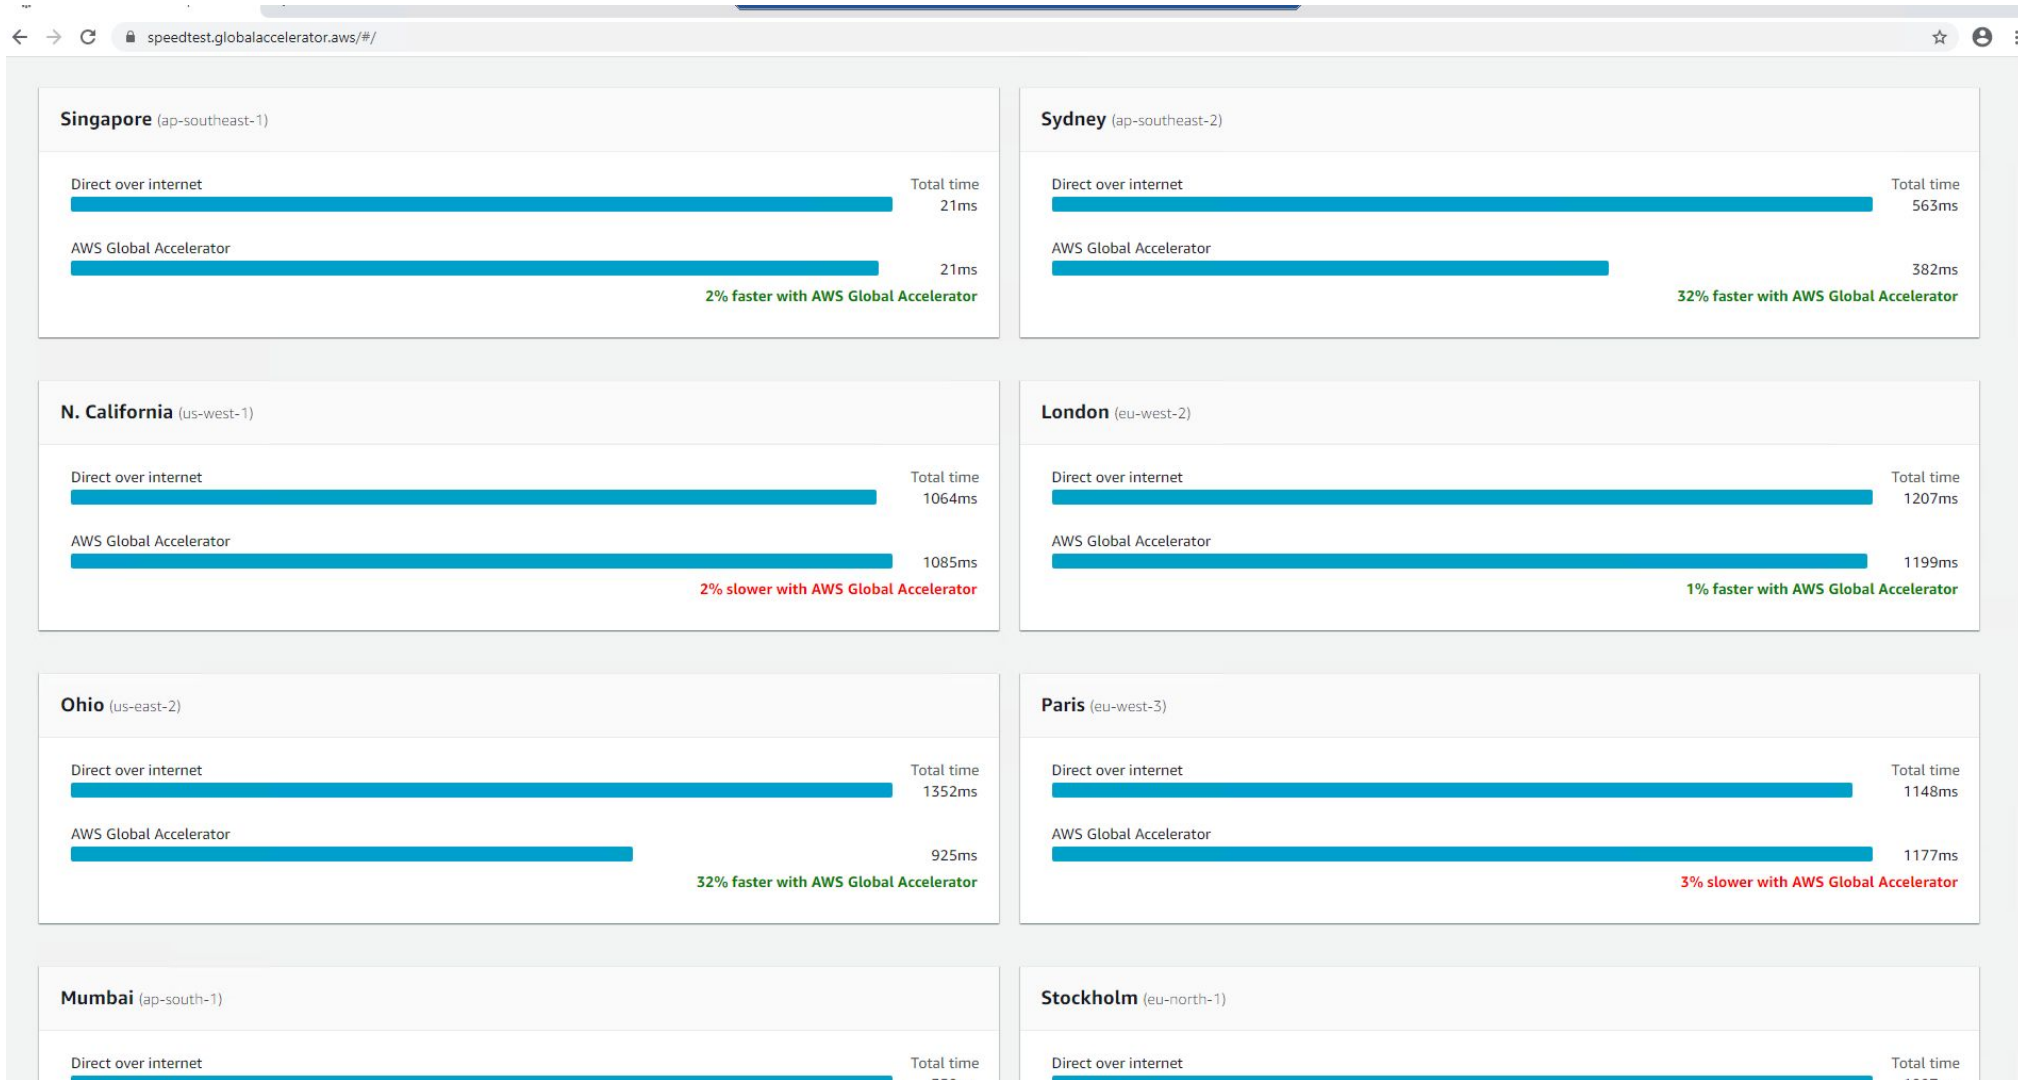 speedtest.globalaccelerator.aws/#/
Singapore (ap-southeast-1)
Direct over internet Total time
21ms
AWS Global Accelerator
21ms
2% faster with AWS Global Accelerator
Sydney (ap-southeast-2)
Direct over internet Total time
563ms
AWS Global Accelerator
382ms
32% faster with AWS Global Accelerator
N. California (us-west-1)
Direct over internet Total time
1064ms
AWS Global Accelerator
1085ms
2% slower with AWS Global Accelerator
London (eu-west-2)
Direct over internet Total time
1207ms
AWS Global Accelerator
1199ms
1% faster with AWS Global Accelerator
Ohio (us-east-2)
Direct over internet Total time
1352ms
AWS Global Accelerator
925ms
32% faster with AWS Global Accelerator
Paris (eu-west-3)
Direct over internet Total time
1148ms
AWS Global Accelerator
1177ms
3% slower with AWS Global Accelerator
Mumbai (ap-south-1)
Direct over internet Total time
Stockholm (eu-north-1)
Direct over internet Total time